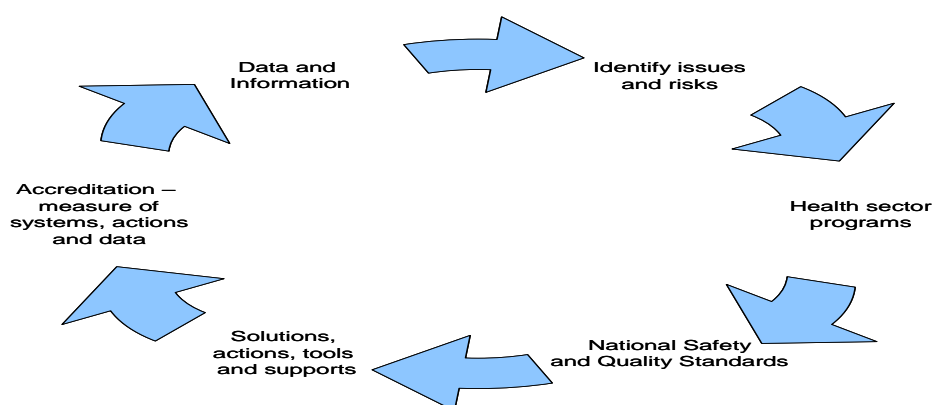 Data and
Information
Identify issues
and risks
Health sector
programs
National Safety
and Quality Standards
Solutions,
actions, tools
and supports
Accreditation –
measure of
systems, actions
and data